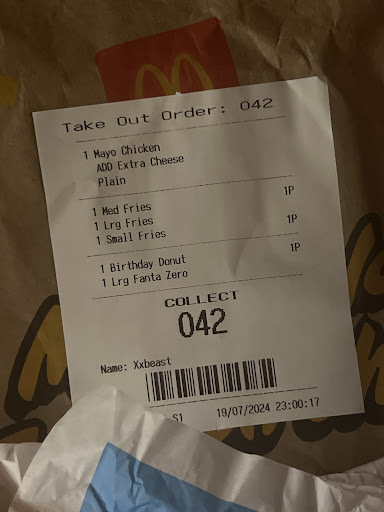 Take Out Order: 042
1 Mayo Chicken
ADD Extra Cheese
Plain
1P
1 Med Fries
1 Lrg Fries
1P
1 Small Fries
1P
1 Birthday Donut
1 Lrg Fanta Zero
COLLECT
042
Name: Xxbeast
S1 19/07/2024 23:00:17